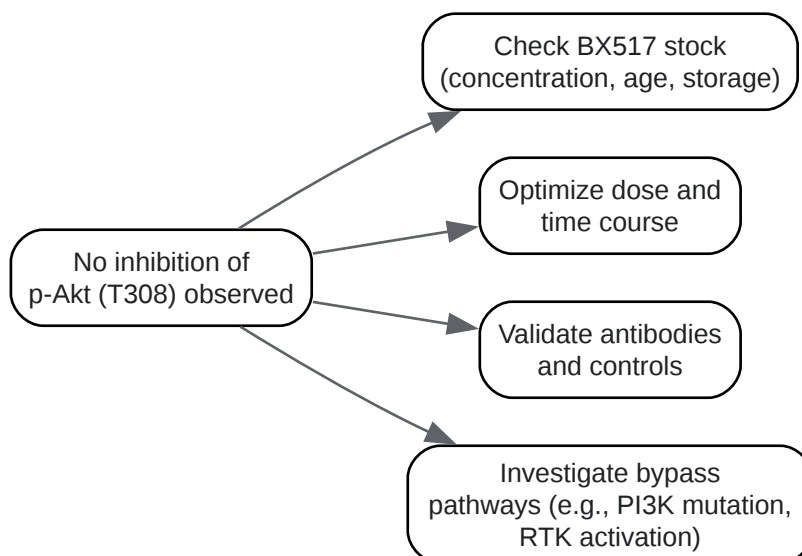 Check BX517 stock
(concentration, age, storage)
Optimize dose and
time course
No inhibition of
p-Akt (T308) observed
Validate antibodies
and controls
Investigate bypass
pathways (e.g., PI3K mutation,
RTK activation)